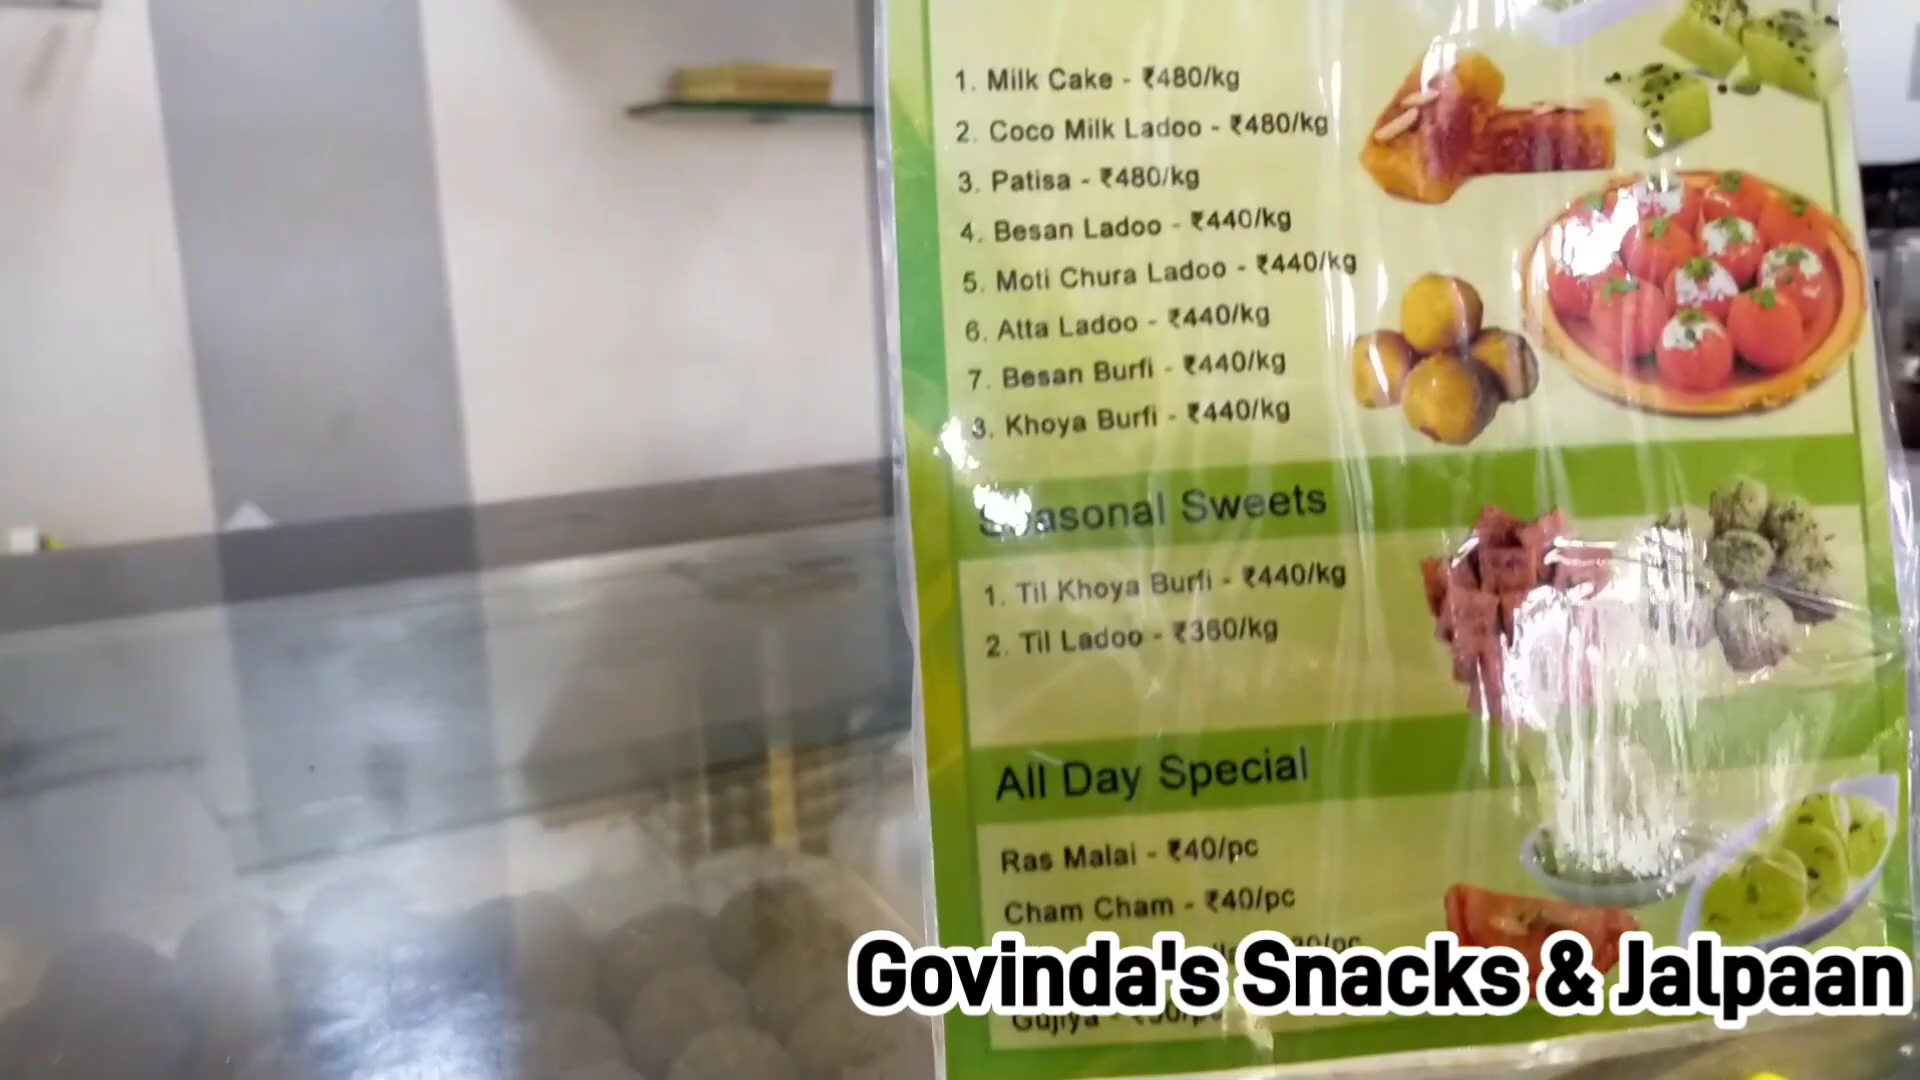 1. Milk Cake - ₹480/kg
2. Coco Milk Ladoo - ₹480/kg
3. Patisa - ₹480/kg
4. Besan Ladoo - ₹440/kg
5. Moti Chura Ladoo - ₹440/kg
6. Atta Ladoo - ₹440/kg
7. Besan Burfi - ₹440/kg
8. Khoya Burfi - ₹440/kg
Seasonal Sweets
1. Til Khoya Burfi - ₹440/kg
2. Til Ladoo - ₹360/kg
All Day Special
Ras Malai - ₹40/pc
Cham Cham - ₹40/pc
Gujiya
Govinda's Snacks & Jalpaan